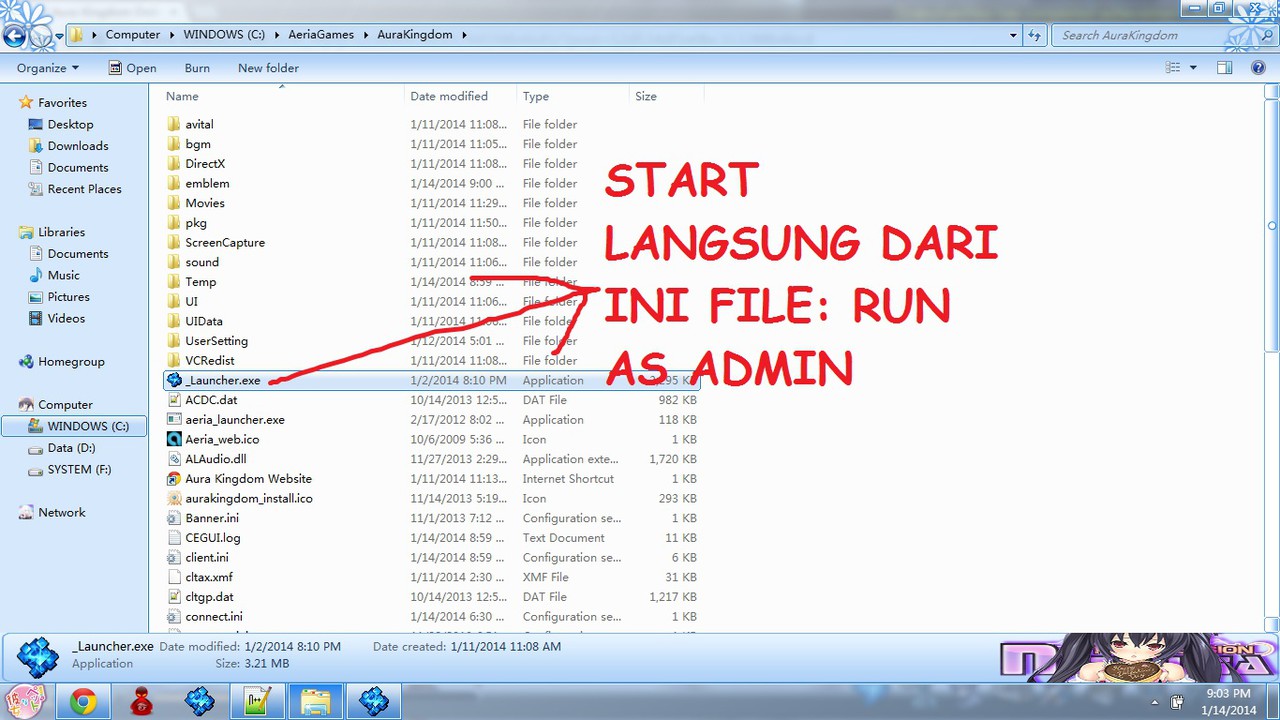 Computer ▸ WINDOWS (C:) ▸ AeriaGames ▸ AuraKingdom ▸
Search AuraKingdom
Organize Open Burn New folder
Favorites
Desktop
Downloads
Documents
Recent Places
Libraries
Documents
Music
Pictures
Videos
Homegroup
Computer
WINDOWS (C:)
Data (D:)
SYSTEM (F:)
Network
Name Date modified Type Size
avital 1/11/2014 11:08... File folder
bgm 1/11/2014 11:05... File folder
DirectX 1/11/2014 11:08... File folder
emblem 1/14/2014 9:00 ... File folder
Movies 1/11/2014 11:29... File folder
pkg 1/11/2014 11:50... File folder
ScreenCapture 1/11/2014 11:08... File folder
sound 1/11/2014 11:06... File folder
Temp 1/14/2014 8:59 ... File folder
UI 1/11/2014 11:06... File folder
UIData 1/11/2014 11:06... File folder
UserSetting 1/12/2014 5:01 ... File folder
VCRedist 1/11/2014 11:08... File folder
_Launcher.exe 1/2/2014 8:10 PM Application KB
ACDC.dat 10/14/2013 12:5... DAT File 982 KB
aeria_launcher.exe 2/17/2012 8:02 ... Application 118 KB
Aeria_web.ico 10/6/2009 5:36 ... Icon 1 KB
ALAudio.dll 11/27/2013 2:29... Application exte... 1,720 KB
Aura Kingdom Website 1/11/2014 11:13... Internet Shortcut 1 KB
aurakingdom_install.ico 11/14/2013 5:19... Icon 293 KB
Banner.ini 11/1/2013 7:12 ... Configuration se... 1 KB
CEGUI.log 1/14/2014 8:59 ... Text Document 11 KB
client.ini 1/14/2014 8:59 ... Configuration se... 6 KB
cltax.xmf 1/11/2014 2:30 ... XMF File 31 KB
cltgp.dat 10/14/2013 12:5... DAT File 1,217 KB
connect.ini 1/14/2014 6:30 ... Configuration se... 1 KB
START
LANGSUNG DARI
INI FILE: RUN
AS ADMIN
_Launcher.exe Date modified: 1/2/2014 8:10 PM Date created: 1/11/2014 11:08 AM
Application Size: 3.21 MB
9:03 PM
1/14/2014